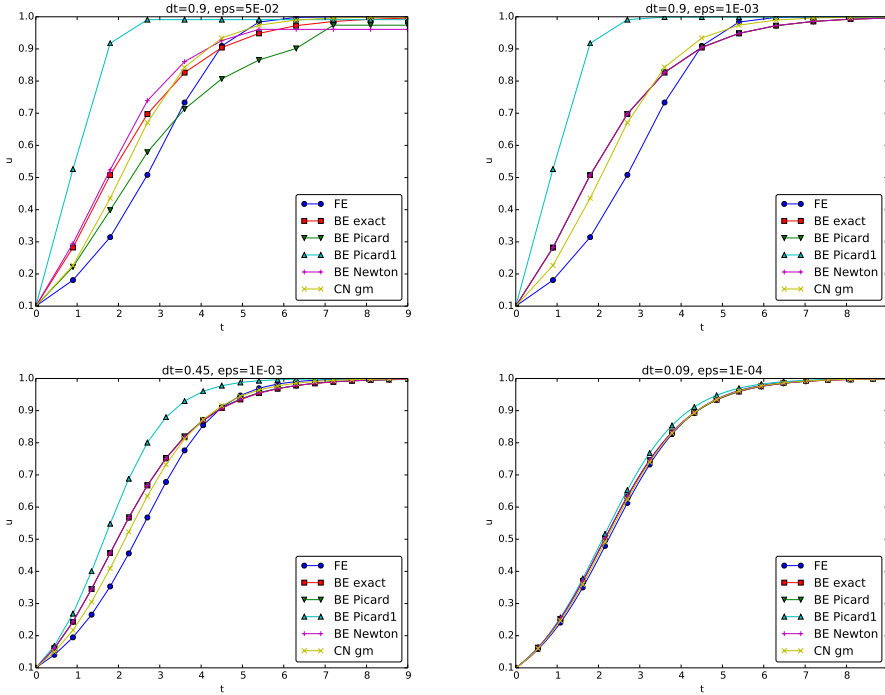 dt=0.9, eps=5E-02
1.0
0.9
0.8
0.7
0.6
0.5
0.4
0.3
0.2
0.1
u
0 1 2 3 4 5 6 7 8 9
t
FE
BE exact
BE Picard
BE Picard1
BE Newton
CN gm
dt=0.9, eps=1E-03
1.0
0.9
0.8
0.7
0.6
0.5
0.4
0.3
0.2
0.1
u
0 1 2 3 4 5 6 7 8
t
FE
BE exact
BE Picard
BE Picard1
BE Newton
CN gm
dt=0.45, eps=1E-03
1.0
0.9
0.8
0.7
0.6
0.5
0.4
0.3
0.2
0.1
u
0 1 2 3 4 5 6 7 8 9
t
FE
BE exact
BE Picard
BE Picard1
BE Newton
CN gm
dt=0.09, eps=1E-04
1.0
0.9
0.8
0.7
0.6
0.5
0.4
0.3
0.2
0.1
u
0 1 2 3 4 5 6 7 8
t
FE
BE exact
BE Picard
BE Picard1
BE Newton
CN gm